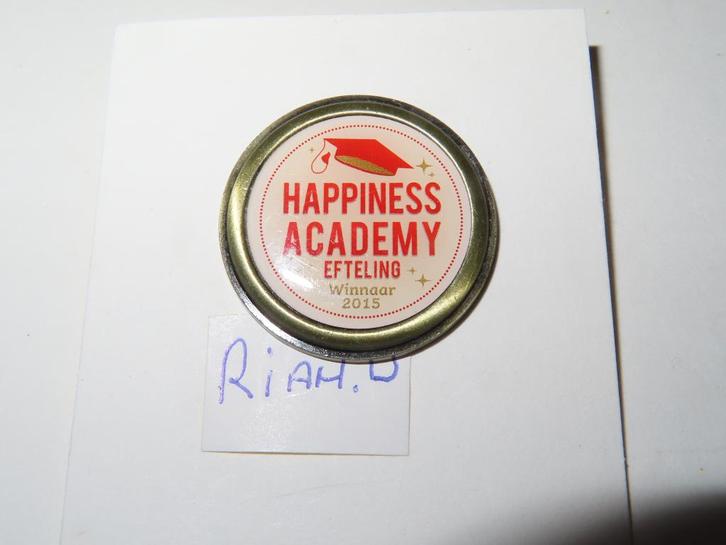 HAPPINESS
ACADEMY
EFTELING
Winnaar
2015
RiAH.W